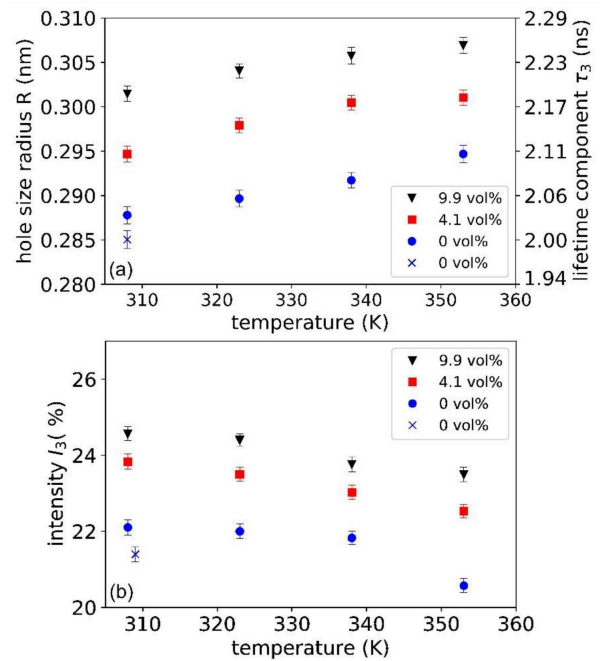 hole size radius R (nm)
0.310
0.305
0.300
0.295
0.290
0.285
0.280
2.29
2.23
2.17
2.11
2.06
2.00
1.94
lifetime component τ3 (ns)
9.9 vol%
4.1 vol%
0 vol%
0 vol%
(a)
310 320 330 340 350 360
temperature (K)
intensity I3( %)
26
24
22
20
9.9 vol%
4.1 vol%
0 vol%
0 vol%
(b)
310 320 330 340 350 360
temperature (K)